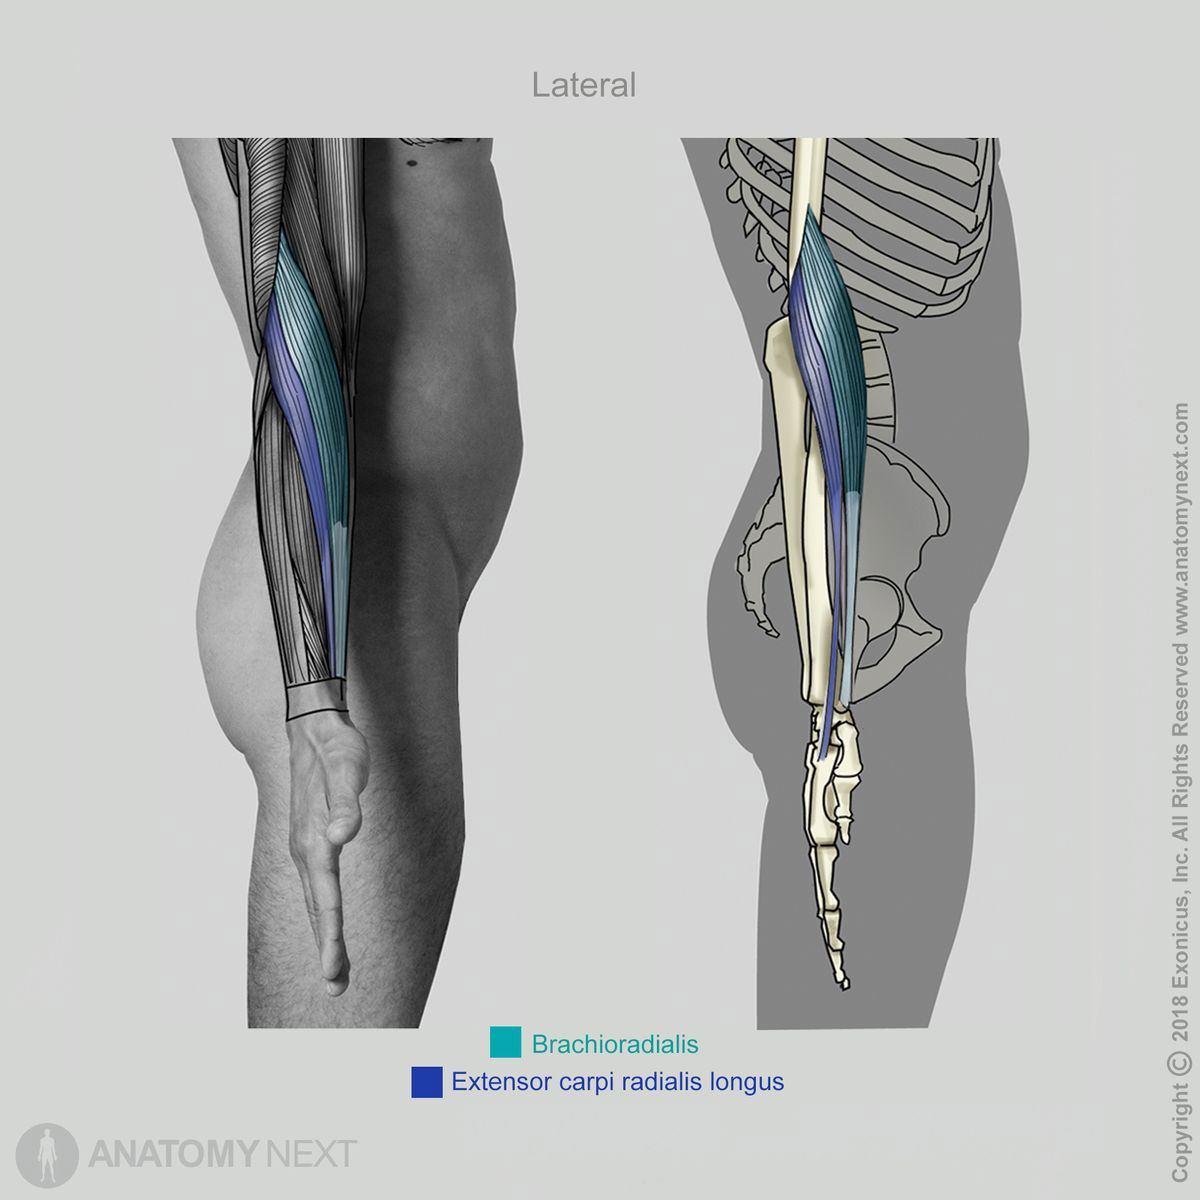 Lateral
Brachioradialis
Extensor carpi radialis longus
ANATOMY NEXT
Copyright © 2018 Exonicus, Inc. All Rights Reserved www.anatomynext.com